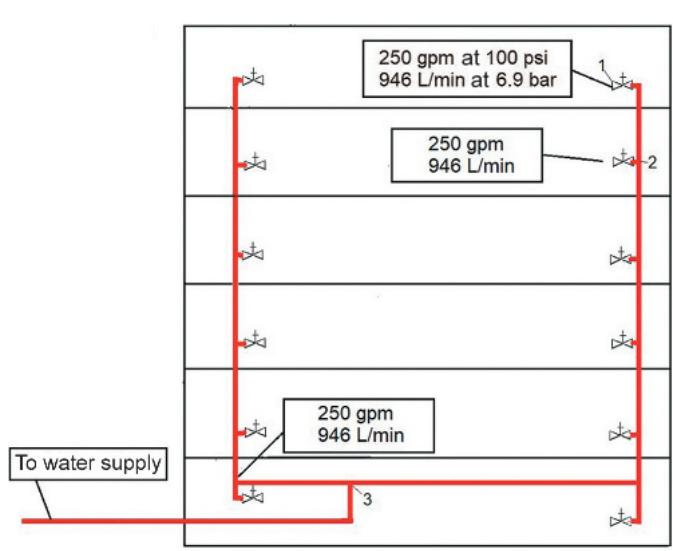 250 gpm at 100 psi
946 L/min at 6.9 bar
1
250 gpm
946 L/min
2
250 gpm
946 L/min
To water supply
3